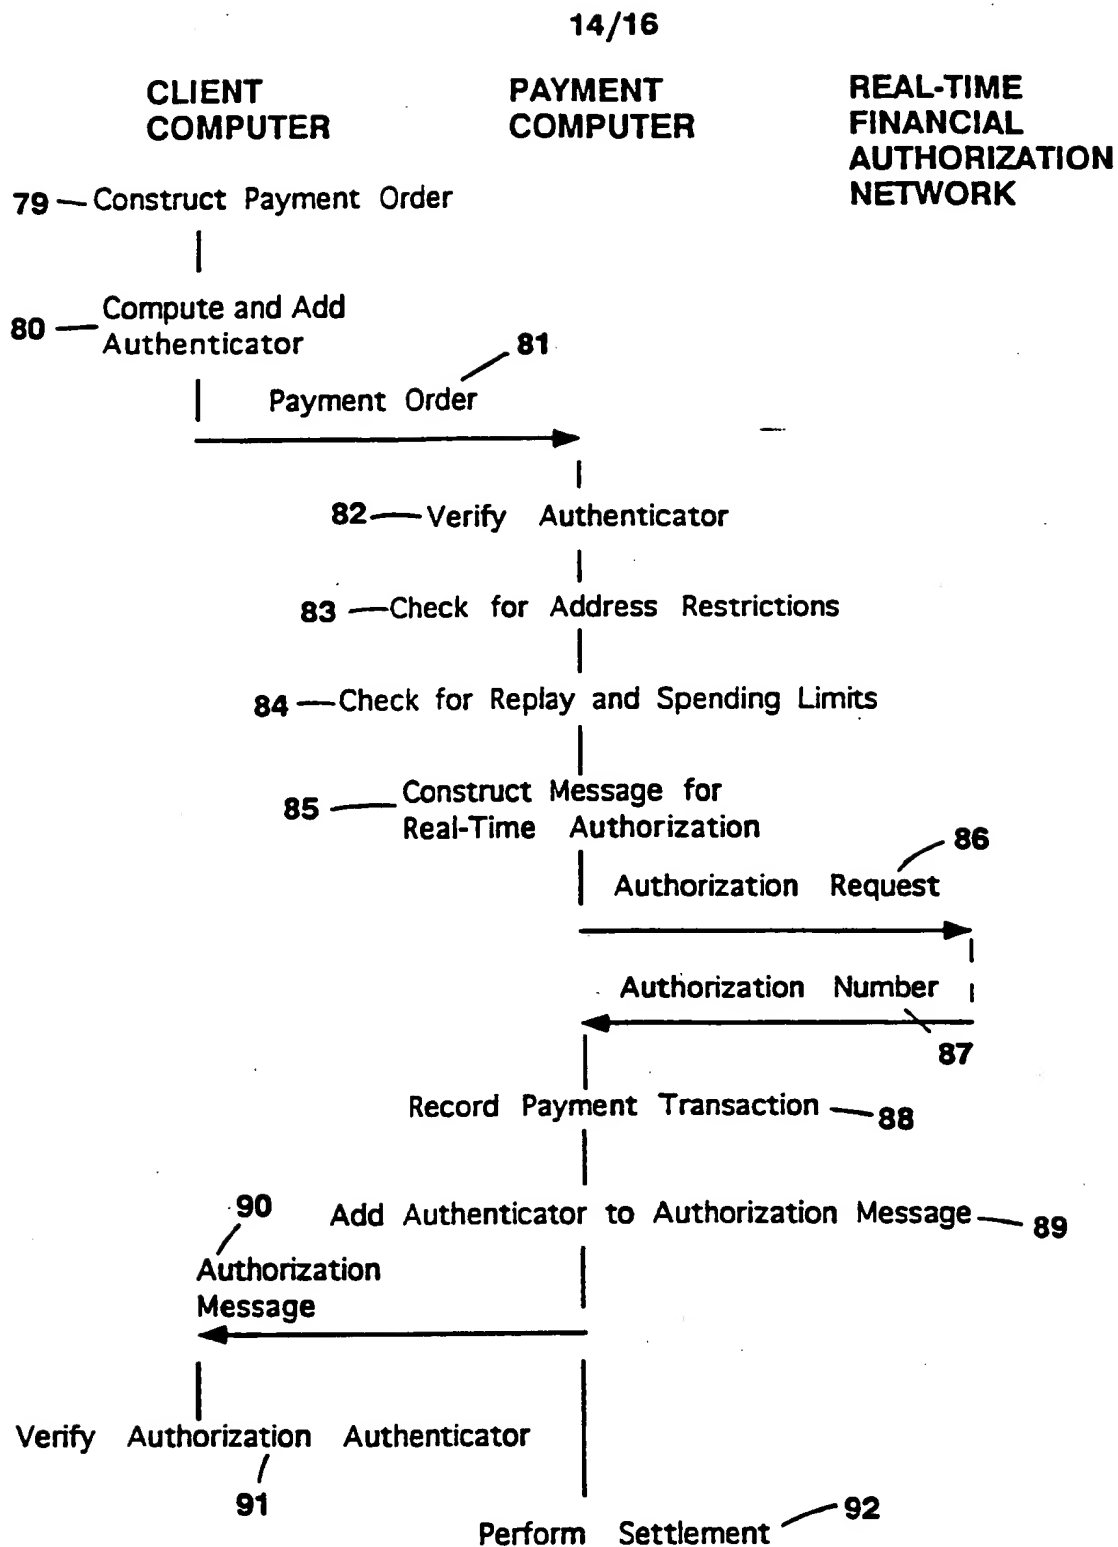 14/16
CLIENT
COMPUTER
PAYMENT
COMPUTER
REAL-TIME
FINANCIAL
AUTHORIZATION
NETWORK
79 Construct Payment Order
80 Compute and Add
Authenticator
81
Payment Order
82 Verify Authenticator
83 Check for Address Restrictions
84 Check for Replay and Spending Limits
85 Construct Message for
Real-Time Authorization
86
Authorization Request
Authorization Number
87
Record Payment Transaction 88
90
Add Authenticator to Authorization Message 89
Authorization
Message
Verify Authorization Authenticator
91
92
Perform Settlement